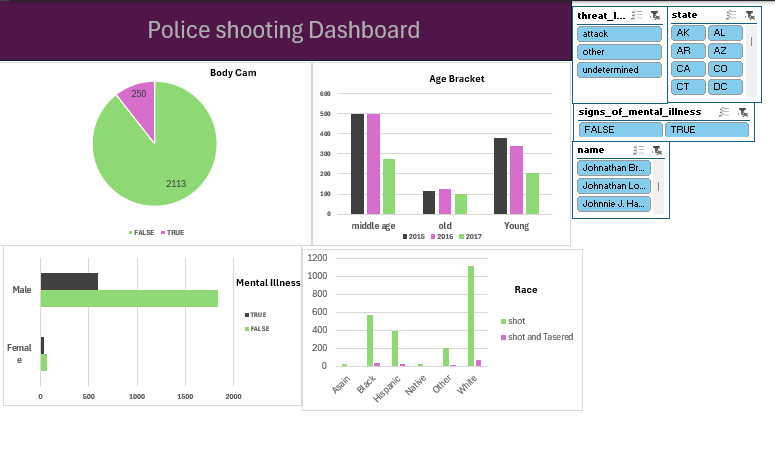 Police shooting Dashboard
threat_l...
attack
other
undetermined
state
AK AL
AR AZ
CA CO
CT DC
signs_of_mental_illness
FALSE TRUE
name
Johnathan Br...
Johnathan Lo...
Johnnie J. Ha...
Body Cam
250
2113
FALSE TRUE
Age Bracket
600
500
400
300
200
100
0
middle age old Young
2015 2016 2017
Mental Illness
Male
Femal
e
TRUE
FALSE
0 500 1000 1500 2000
Race
1200
1000
800
600
400
200
0
Asain Black Hispanic Native Other White
shot
shot and Tasered